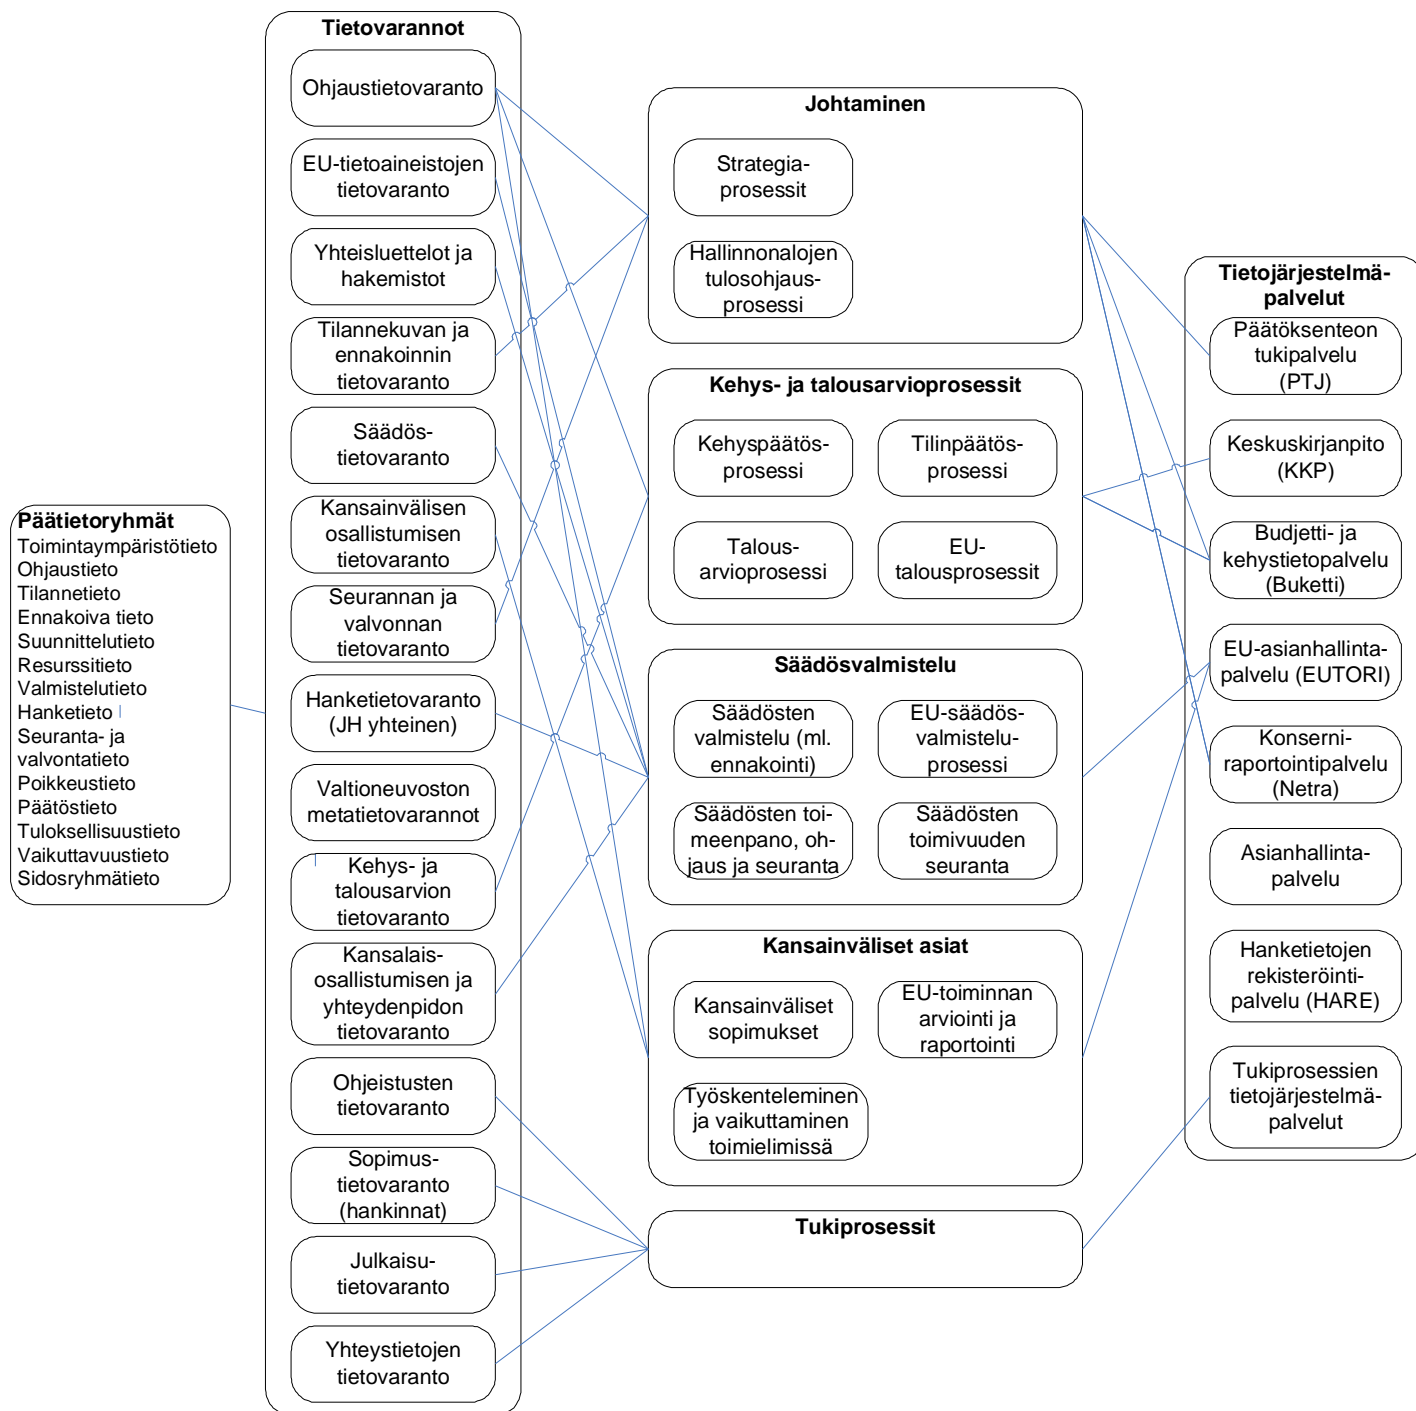 Päätietoryhmät
Toimintaympäristötieto
Ohjaustieto
Tilannetieto
Ennakoiva tieto
Suunnittelutieto
Resurssitieto
Valmistelutieto
Hanketieto
Seuranta- ja
valvontatieto
Poikkeustieto
Päätöstieto
Tuloksellisuustieto
Vaikuttavuustieto
Sidosryhmätieto
Tietovarannot
Ohjaustietovaranto
EU-tietoaineistojen
tietovaranto
Yhteisluettelot ja
hakemistot
Tilannekuvan ja
ennakoinnin
tietovaranto
Säädös-
tietovaranto
Kansainvälisen
osallistumisen
tietovaranto
Seurannan ja
valvonnan
tietovaranto
Hanketietovaranto
(JH yhteinen)
Valtioneuvoston
metatietovarannot
Kehys- ja
talousarvion
tietovaranto
Kansalais-
osallistumisen ja
yhteydenpidon
tietovaranto
Ohjeistusten
tietovaranto
Sopimus-
tietovaranto
(hankinnat)
Julkaisu-
tietovaranto
Yhteystietojen
tietovaranto
Johtaminen
Strategia-
prosessit
Hallinnonalojen
tulosohjaus-
prosessi
Kehys- ja talousarvioprosessit
Kehyspäätös-
prosessi
Tilinpäätös-
prosessi
Talous-
arvioprosessi
EU-
talousprosessit
Säädösvalmistelu
Säädösten
valmistelu (ml.
ennakointi)
EU-säädös-
valmistelu-
prosessi
Säädösten toi-
meenpano, oh-
jaus ja seuranta
Säädösten
toimivuuden
seuranta
Kansainväliset asiat
Kansainväliset
sopimukset
EU-toiminnan
arviointi ja
raportointi
Työskenteleminen
ja vaikuttaminen
toimielimissä
Tukiprosessit
Tietojärjestelmä-
palvelut
Päätöksenteon
tukipalvelu
(PTJ)
Keskuskirjanpito
(KKP)
Budjetti- ja
kehystietopalvelu
(Buketti)
EU-asianhallinta-
palvelu (EUTORI)
Konserni-
raportointipalvelu
(Netra)
Asianhallinta-
palvelu
Hanketietojen
rekisteröinti-
palvelu (HARE)
Tukiprosessien
tietojärjestelmä-
palvelut